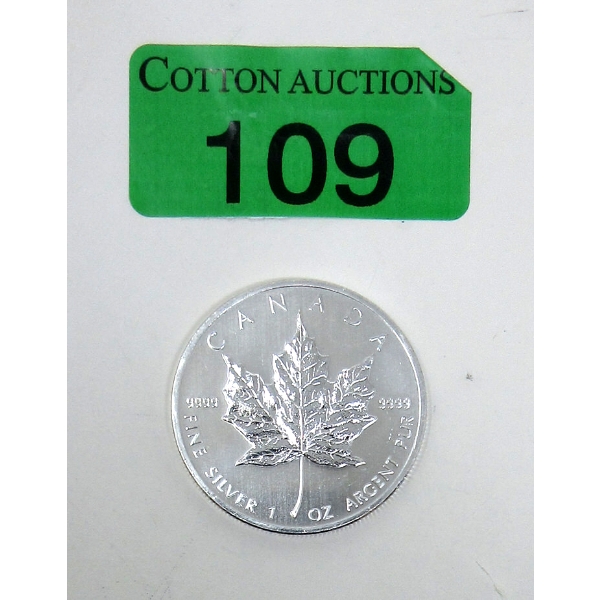 COTTON AUCTIONS
109
CANADA
9999 9999
FINE SILVER 1 OZ ARGENT PUR